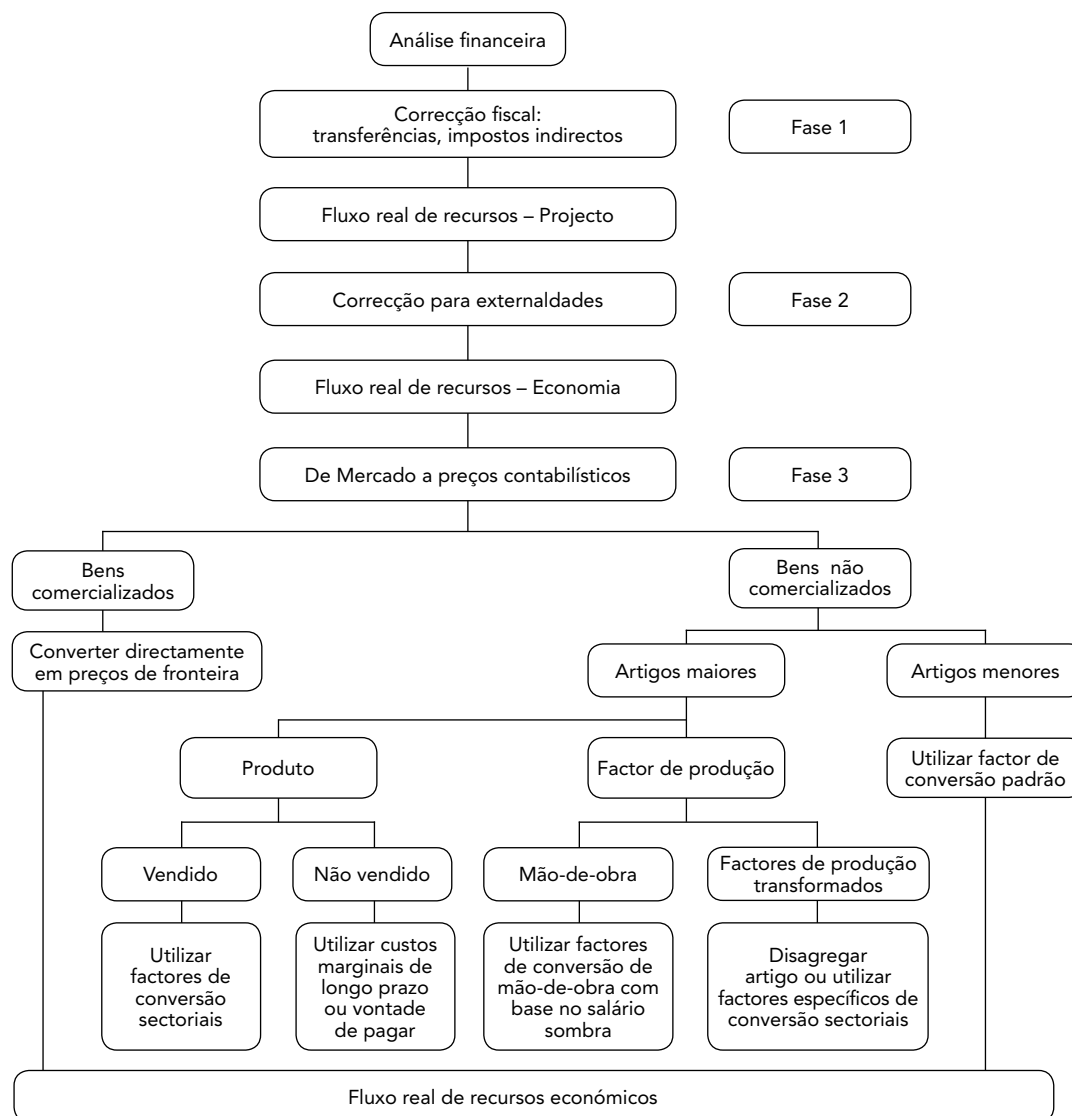 Análise financeira
Correcção fiscal:
transferências, impostos indirectos
Fase 1
Fluxo real de recursos – Projecto
Correcção para externaldades
Fase 2
Fluxo real de recursos – Economia
De Mercado a preços contabilísticos
Fase 3
Bens
comercializados
Bens não
comercializados
Converter directamente
em preços de fronteira
Artigos maiores
Artigos menores
Produto
Factor de produção
Utilizar factor de
conversão padrão
Vendido
Não vendido
Mão-de-obra
Factores de produção
transformados
Utilizar
factores de
conversão
sectoriais
Utilizar custos
marginais de
longo prazo
ou vontade
de pagar
Utilizar factores
de conversão de
mão-de-obra com
base no salário
sombra
Disagregar
artigo ou utilizar
factores específicos de
conversão sectoriais
Fluxo real de recursos económicos